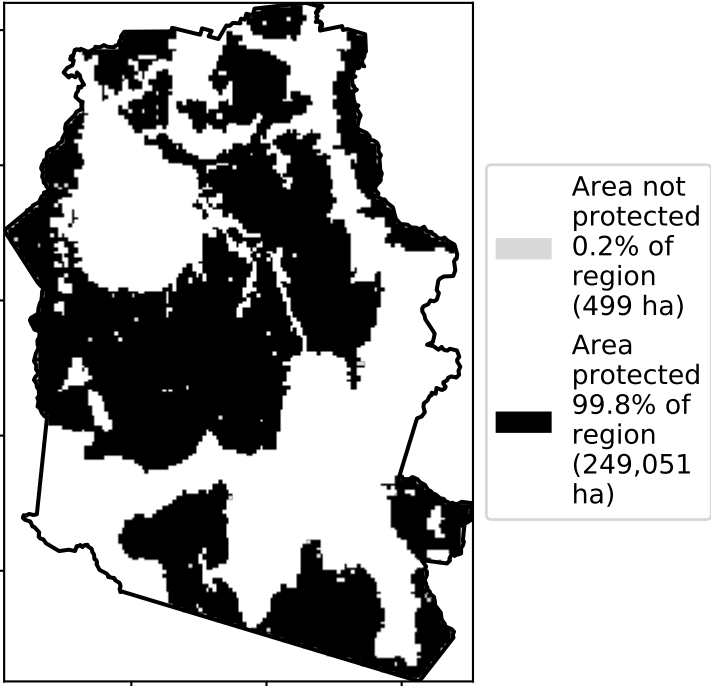 Area not
protected
0.2% of
region
(499 ha)
Area
protected
99.8% of
region
(249,051
ha)